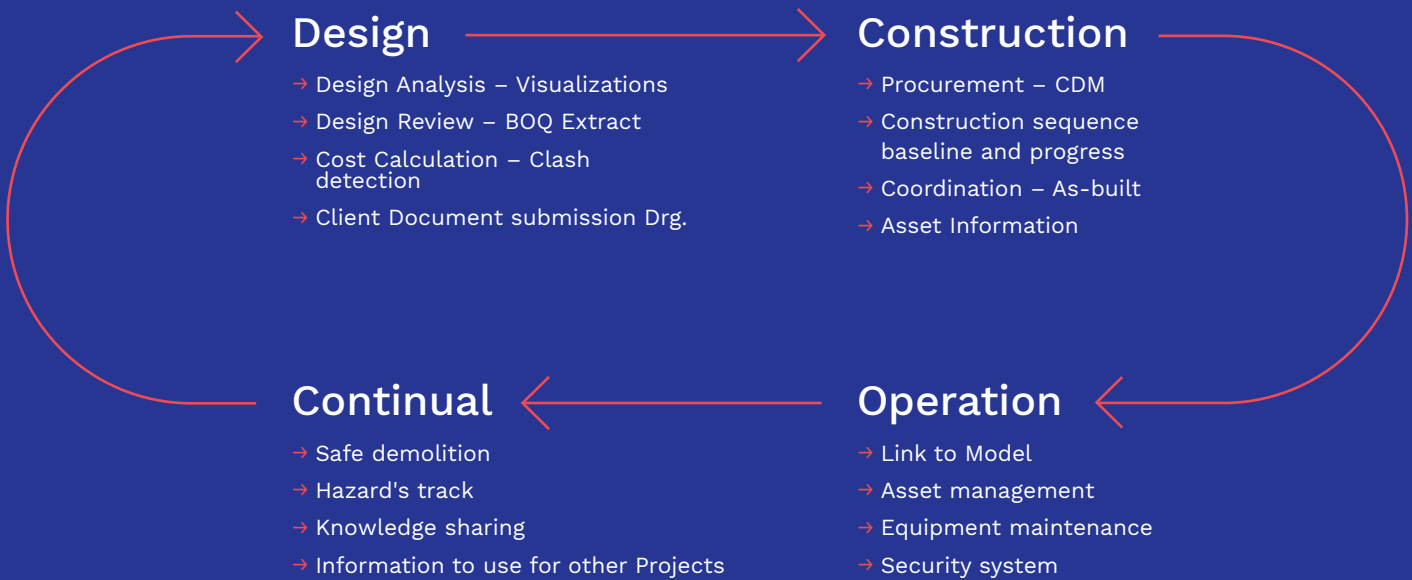 Design
→ Design Analysis – Visualizations
→ Design Review – BOQ Extract
→ Cost Calculation – Clash
detection
→ Client Document submission Drg.
Construction
→ Procurement – CDM
→ Construction sequence
baseline and progress
→ Coordination – As-built
→ Asset Information
Continual
→ Safe demolition
→ Hazard's track
→ Knowledge sharing
→ Information to use for other Projects
Operation
→ Link to Model
→ Asset management
→ Equipment maintenance
→ Security system